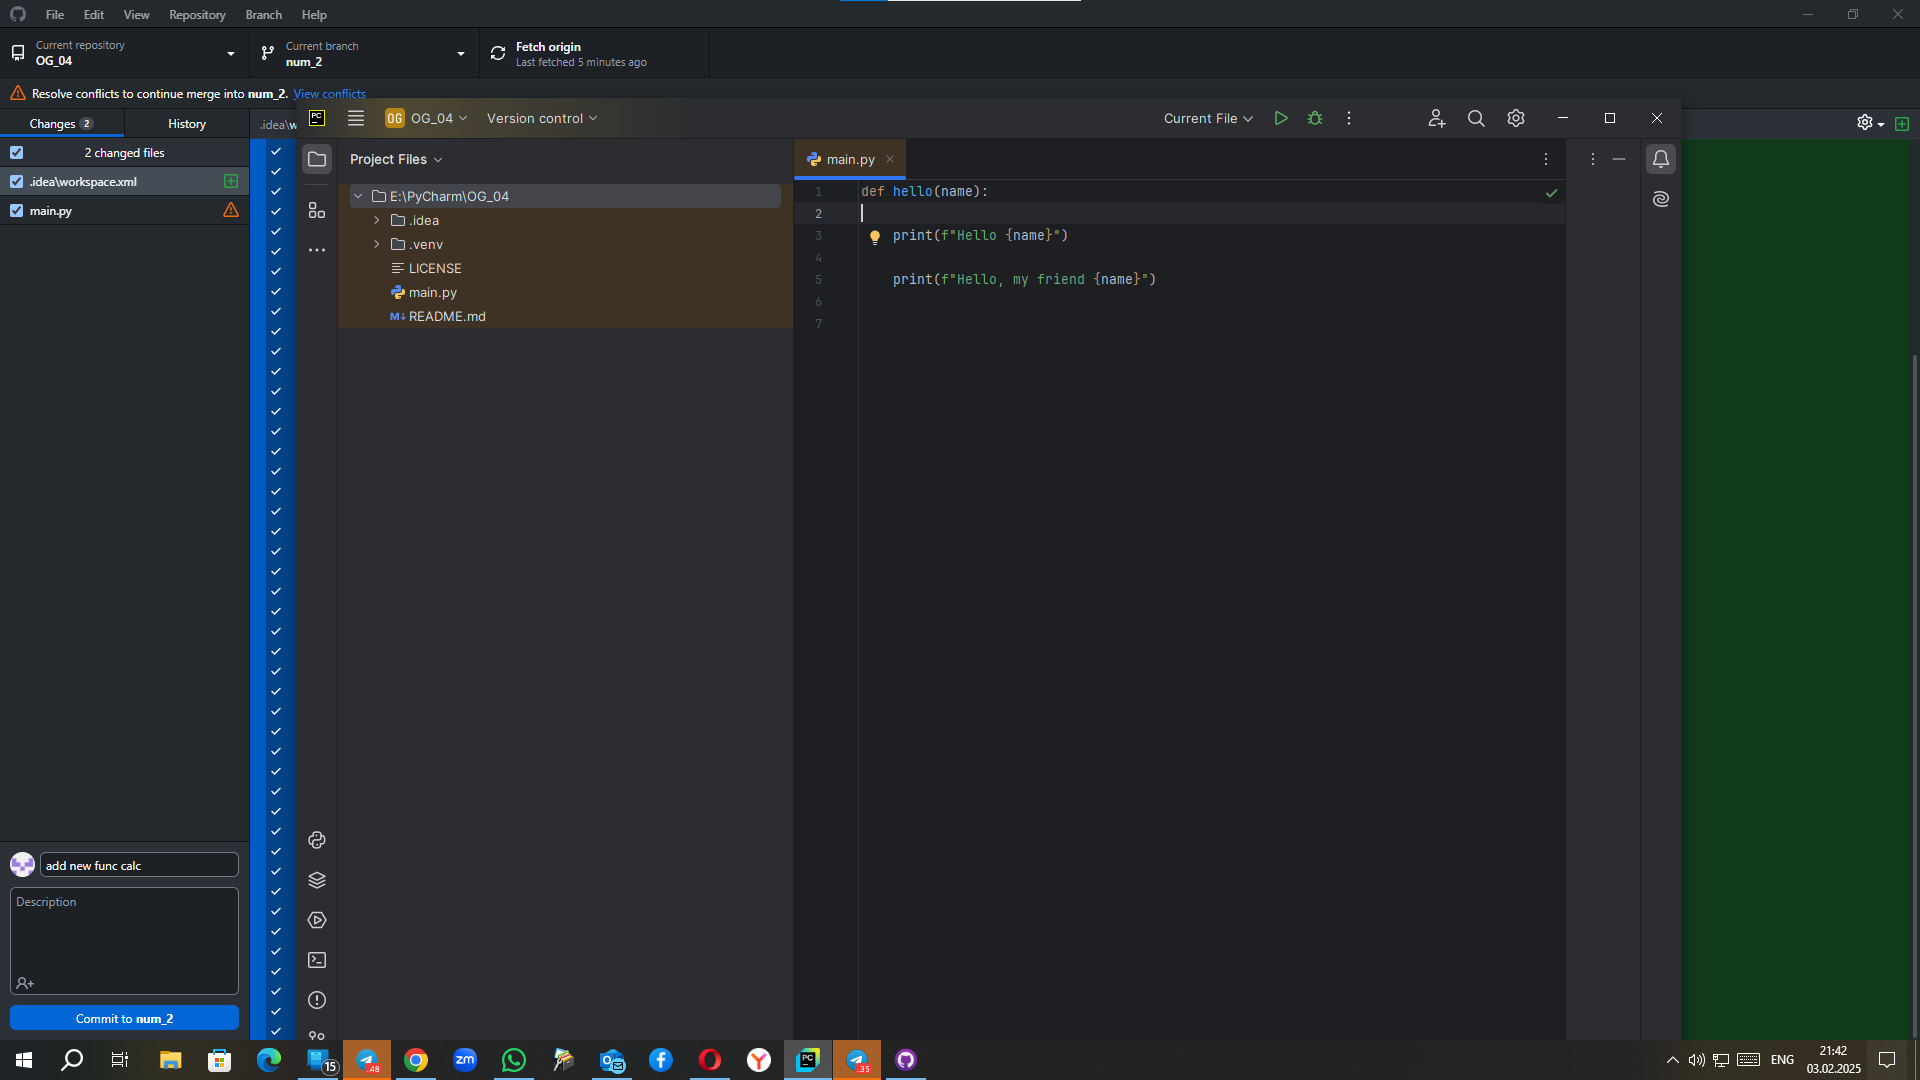 File Edit View Repository Branch Help
Current repository
OG_04
Current branch
num_2
Fetch origin
Last fetched 5 minutes ago
Resolve conflicts to continue merge into num_2. View conflicts
Changes 2 History
2 changed files
.idea\workspace.xml
main.py
.idea\w
PC
OG OG_04 Version control
Current File
Project Files
E:\PyCharm\OG_04
.idea
.venv
LICENSE
main.py
M↓ README.md
main.py
1 def hello(name):
2
3 print(f"Hello {name}")
4
5 print(f"Hello, my friend {name}")
6
7
add new func calc
Description
Commit to num_2
15
.48
zm
PC
.35
ENG
21:42
03.02.2025